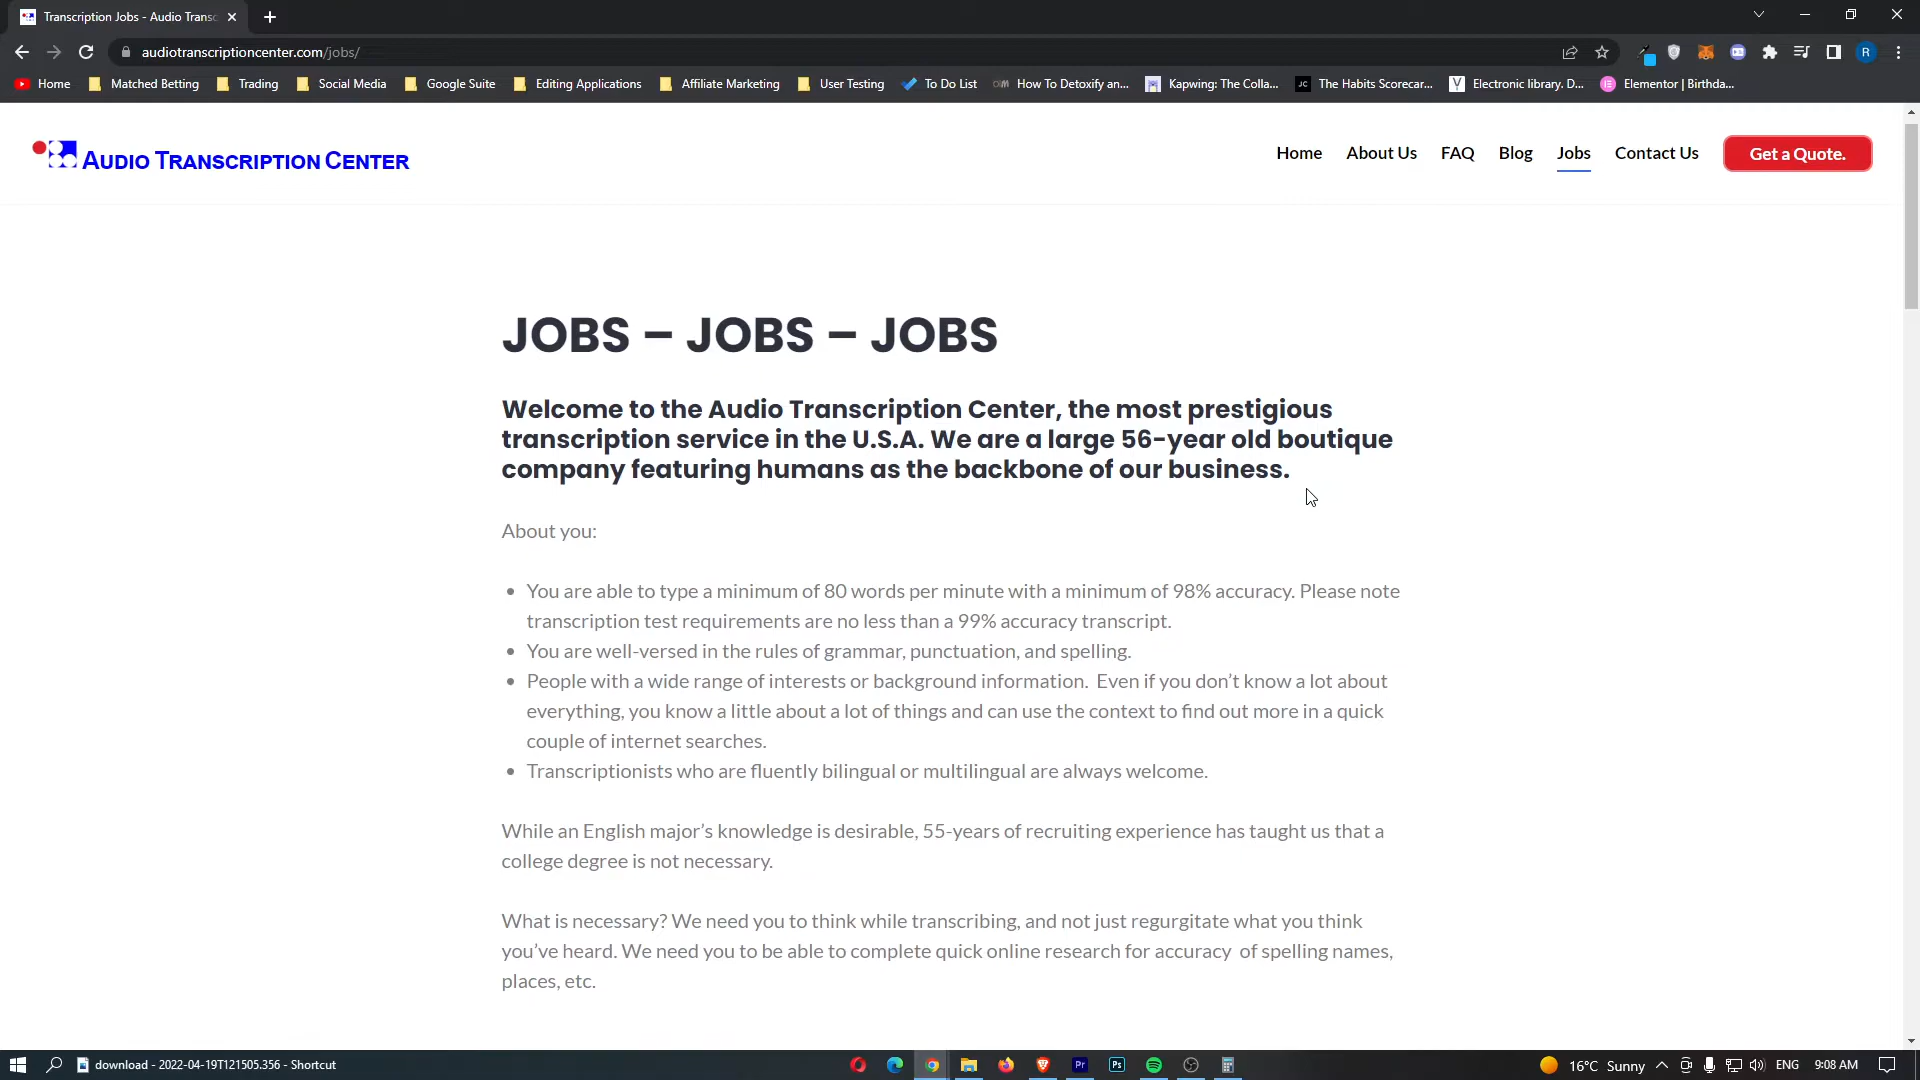 Transcription Jobs - Audio Transc
audiotranscriptioncenter.com/jobs/
R
Home
Matched Betting
Trading
Social Media
Google Suite
Editing Applications
Affiliate Marketing
User Testing
To Do List
How To Detoxify an...
Kapwing: The Colla...
JC The Habits Scorecar...
Electronic library. D...
Elementor | Birthda...
AUDIO TRANSCRIPTION CENTER
Home About Us FAQ Blog Jobs Contact Us Get a Quote.
JOBS – JOBS – JOBS
Welcome to the Audio Transcription Center, the most prestigious
transcription service in the U.S.A. We are a large 56-year old boutique
company featuring humans as the backbone of our business.
About you:
• You are able to type a minimum of 80 words per minute with a minimum of 98% accuracy. Please note
transcription test requirements are no less than a 99% accuracy transcript.
• You are well-versed in the rules of grammar, punctuation, and spelling.
• People with a wide range of interests or background information.  Even if you don’t know a lot about
everything, you know a little about a lot of things and can use the context to find out more in a quick
couple of internet searches.
• Transcriptionists who are fluently bilingual or multilingual are always welcome.
While an English major’s knowledge is desirable, 55-years of recruiting experience has taught us that a
college degree is not necessary.
What is necessary? We need you to think while transcribing, and not just regurgitate what you think
you’ve heard. We need you to be able to complete quick online research for accuracy  of spelling names,
places, etc.
download - 2022-04-19T121505.356 - Shortcut
Pr
Ps
16°C Sunny
ENG
9:08 AM